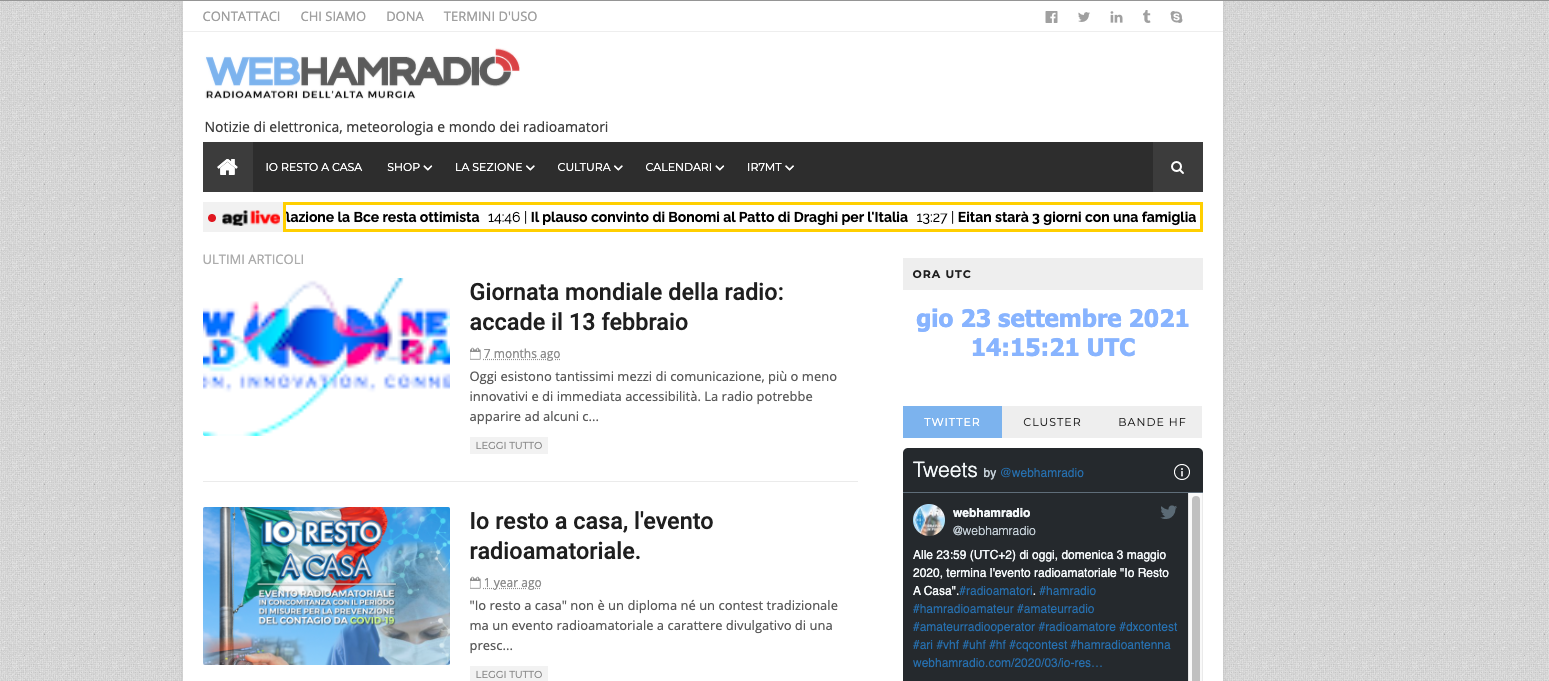 CONTATTACI CHI SIAMO DONA TERMINI D'USO
WEBHAMRADIO
RADIOAMATORI DELL'ALTA MURGIA
Notizie di elettronica, meteorologia e mondo dei radioamatori
IO RESTO A CASA SHOP LA SEZIONE CULTURA CALENDARI IR7MT
agi live lazione la Bce resta ottimista 14:46 | Il plauso convinto di Bonomi al Patto di Draghi per l'Italia 13:27 | Eitan starà 3 giorni con una famiglia
ULTIMI ARTICOLI
W NE
LD RA
ON, INNOVATION, CONNE
Giornata mondiale della radio:
accade il 13 febbraio
7 months ago
Oggi esistono tantissimi mezzi di comunicazione, più o meno
innovativi e di immediata accessibilità. La radio potrebbe
apparire ad alcuni c...
LEGGI TUTTO
IO RESTO
A CASA
EVENTO RADIOAMATORIALE
IN CONCOMITANZA CON IL PERIODO
DI MISURE PER LA PREVENZIONE
DEL CONTAGIO DA COVID-19
Io resto a casa, l'evento
radioamatoriale.
1 year ago
"Io resto a casa" non è un diploma né un contest tradizionale
ma un evento radioamatoriale a carattere divulgativo di una
presc...
LEGGI TUTTO
ORA UTC
gio 23 settembre 2021
14:15:21 UTC
TWITTER CLUSTER BANDE HF
Tweets by @webhamradio
webhamradio
@webhamradio
Alle 23:59 (UTC+2) di oggi, domenica 3 maggio
2020, termina l'evento radioamatoriale "Io Resto
A Casa".#radioamatori. #hamradio
#hamradioamateur #amateurradio
#amateurradiooperator #radioamatore #dxcontest
#ari #vhf #uhf #hf #cqcontest #hamradioantenna
webhamradio.com/2020/03/io-res…